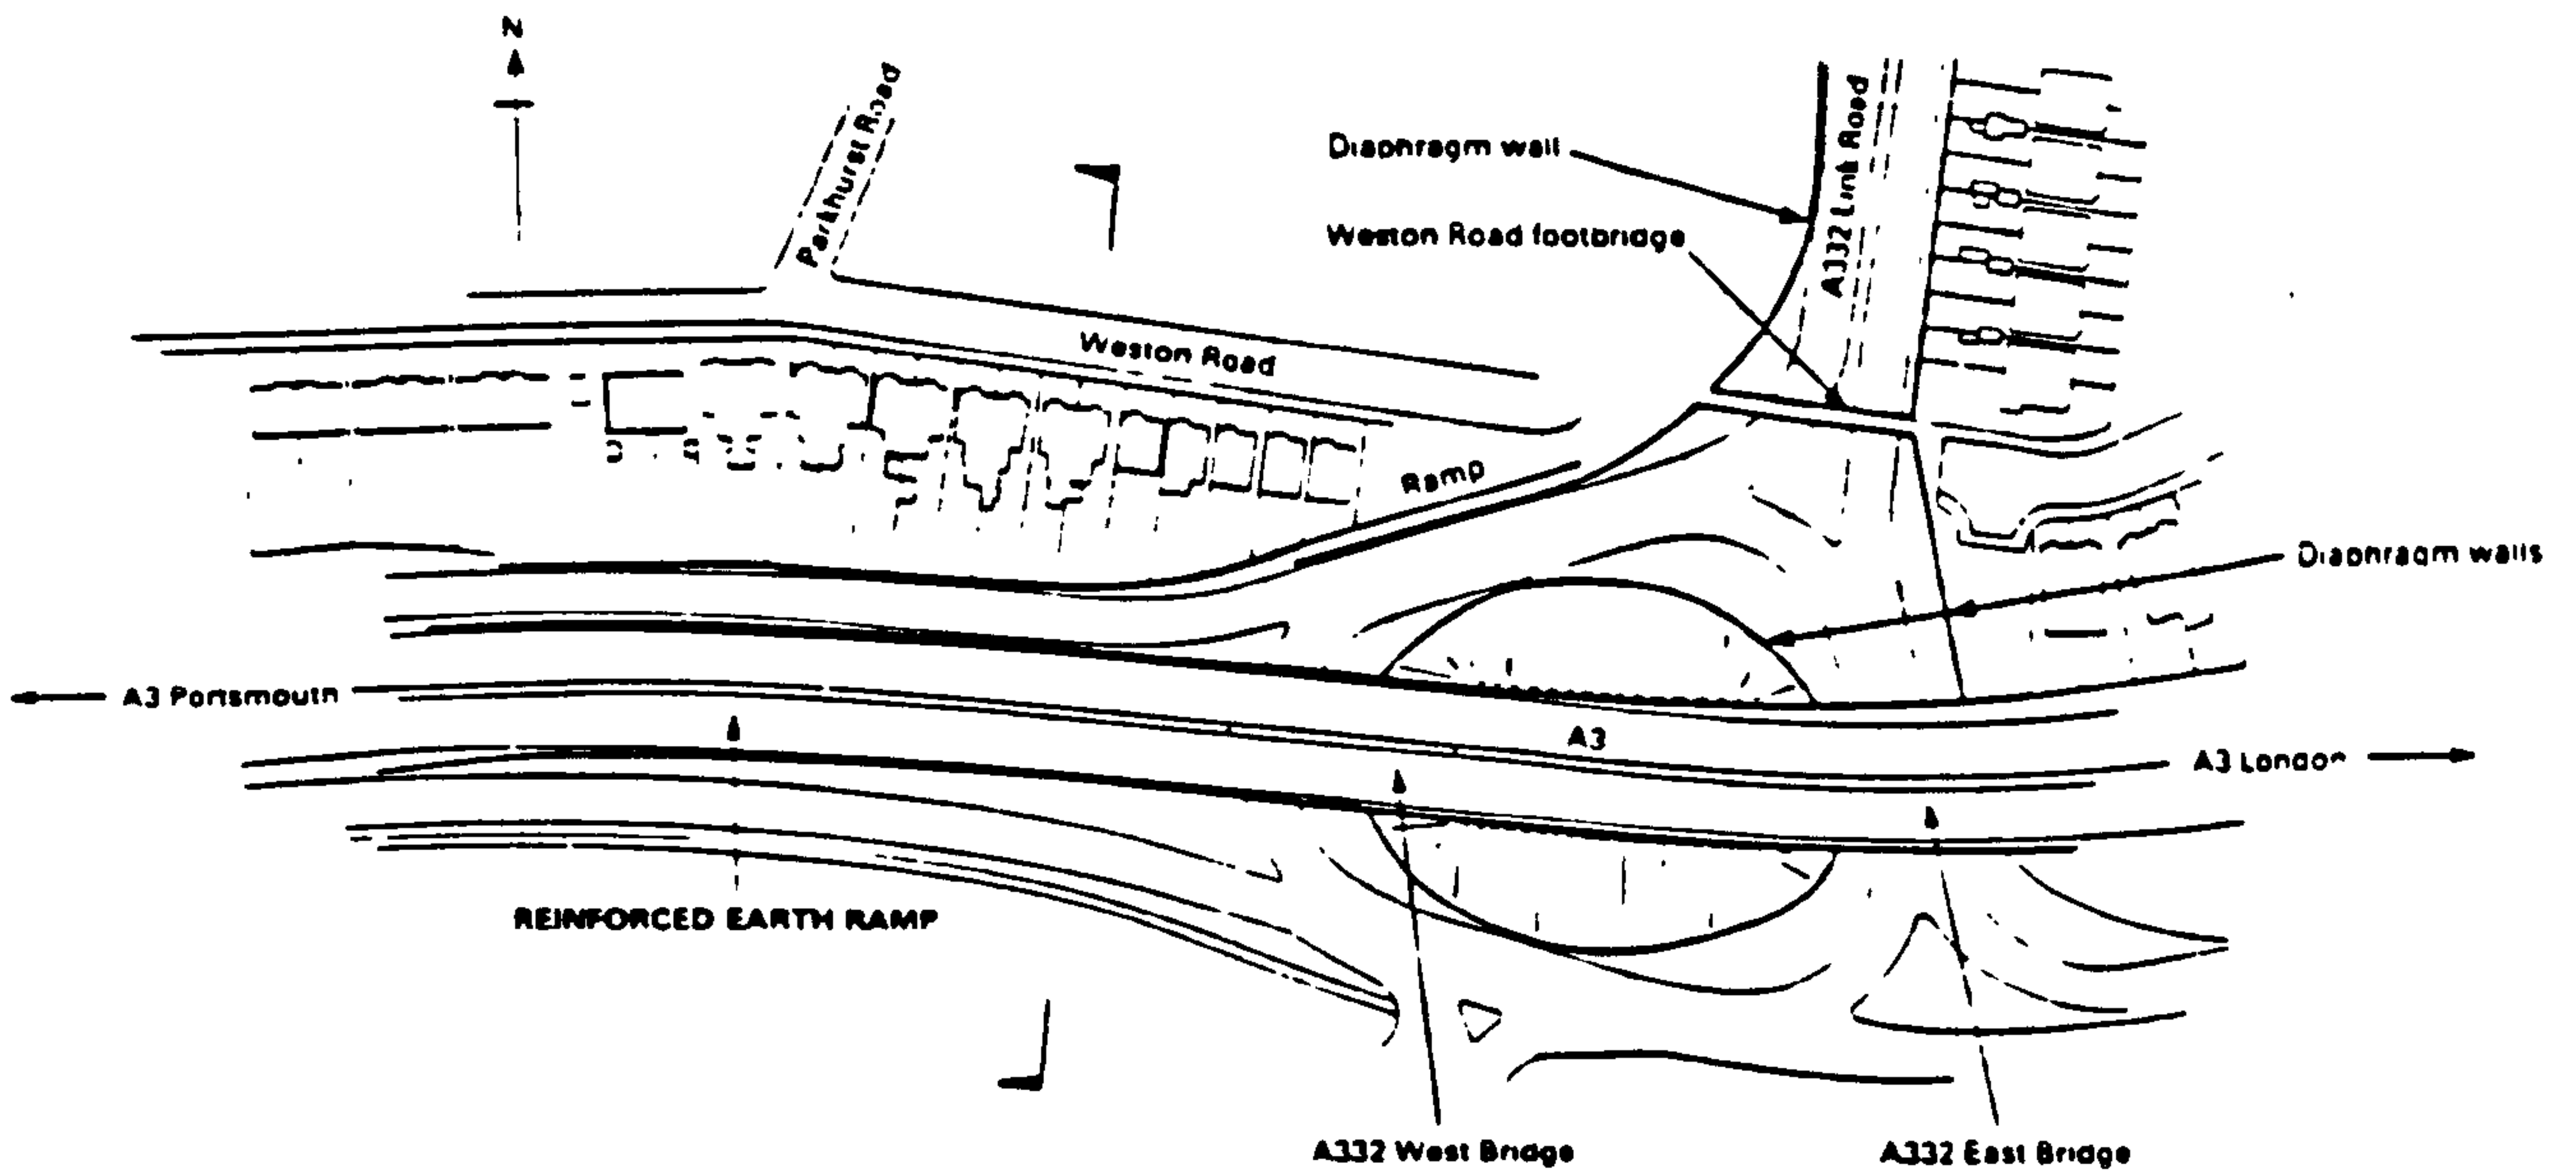 N
Parkhurst Road
Diaphragm wall
A332 Link Road
Weston Road footbridge
Weston Road
Ramp
Diaphragm walls
A3 Portsmouth
A3
A3 London
REINFORCED EARTH RAMP
A332 West Bridge
A332 East Bridge